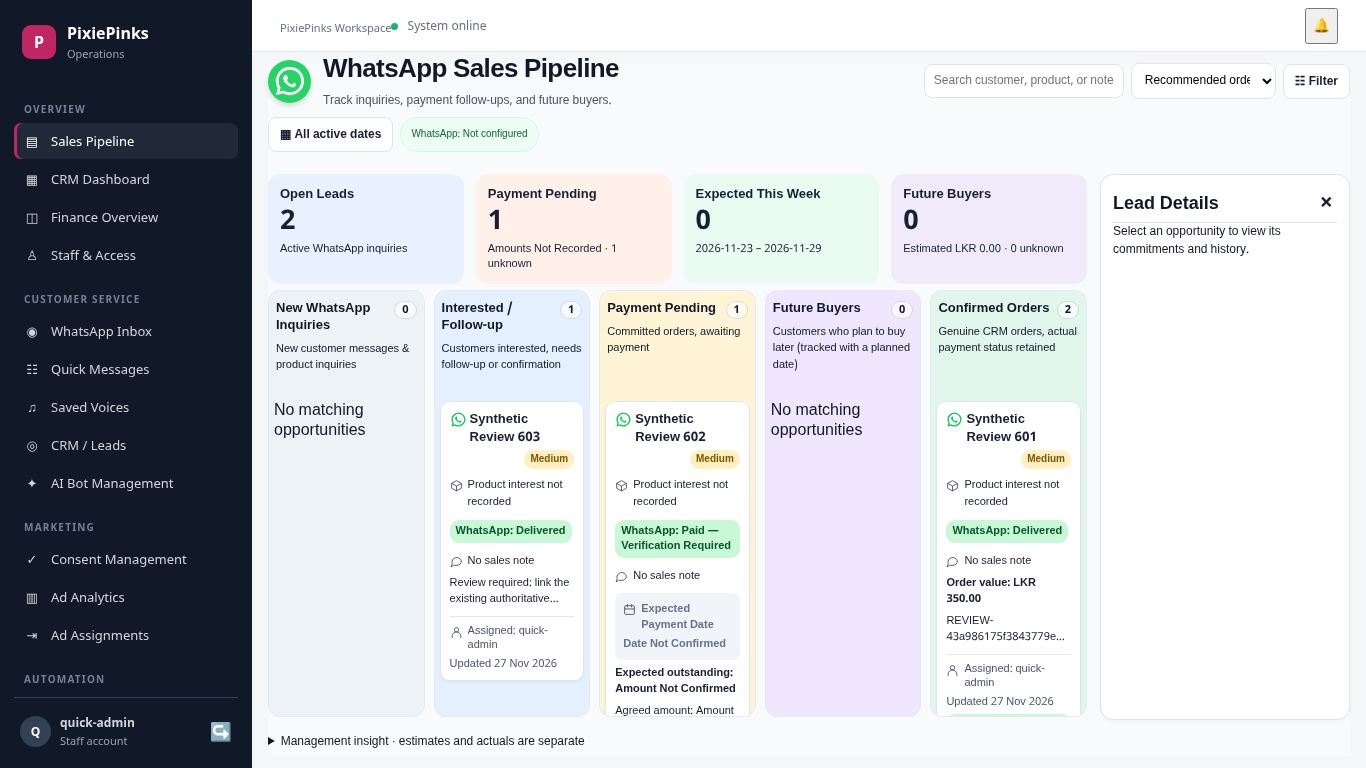 P
PixiePinks
Operations
OVERVIEW
Sales Pipeline
CRM Dashboard
Finance Overview
Staff & Access
CUSTOMER SERVICE
WhatsApp Inbox
Quick Messages
Saved Voices
CRM / Leads
AI Bot Management
MARKETING
Consent Management
Ad Analytics
Ad Assignments
AUTOMATION
Q
quick-admin
Staff account
PixiePinks Workspace
System online
WhatsApp Sales Pipeline
Track inquiries, payment follow-ups, and future buyers.
Search customer, product, or note
Recommended orde
Filter
All active dates
WhatsApp: Not configured
Open Leads
2
Active WhatsApp inquiries
Payment Pending
1
Amounts Not Recorded · 1
unknown
Expected This Week
0
2026-11-23 – 2026-11-29
Future Buyers
0
Estimated LKR 0.00 · 0 unknown
New WhatsApp
Inquiries
0
New customer messages &
product inquiries
No matching
opportunities
Interested /
Follow-up
1
Customers interested, needs
follow-up or confirmation
Synthetic
Review 603
Medium
Product interest not
recorded
WhatsApp: Delivered
No sales note
Review required: link the
existing authoritative...
Assigned: quick-
admin
Updated 27 Nov 2026
Payment Pending
1
Committed orders, awaiting
payment
Synthetic
Review 602
Medium
Product interest not
recorded
WhatsApp: Paid —
Verification Required
No sales note
Expected
Payment Date
Date Not Confirmed
Expected outstanding:
Amount Not Confirmed
Agreed amount: Amount
Future Buyers
0
Customers who plan to buy
later (tracked with a planned
date)
No matching
opportunities
Confirmed Orders
2
Genuine CRM orders, actual
payment status retained
Synthetic
Review 601
Medium
Product interest not
recorded
WhatsApp: Delivered
No sales note
Order value: LKR
350.00
REVIEW-
43a986175f3843779e...
Assigned: quick-
admin
Updated 27 Nov 2026
Lead Details
×
Select an opportunity to view its
commitments and history.
Management insight · estimates and actuals are separate